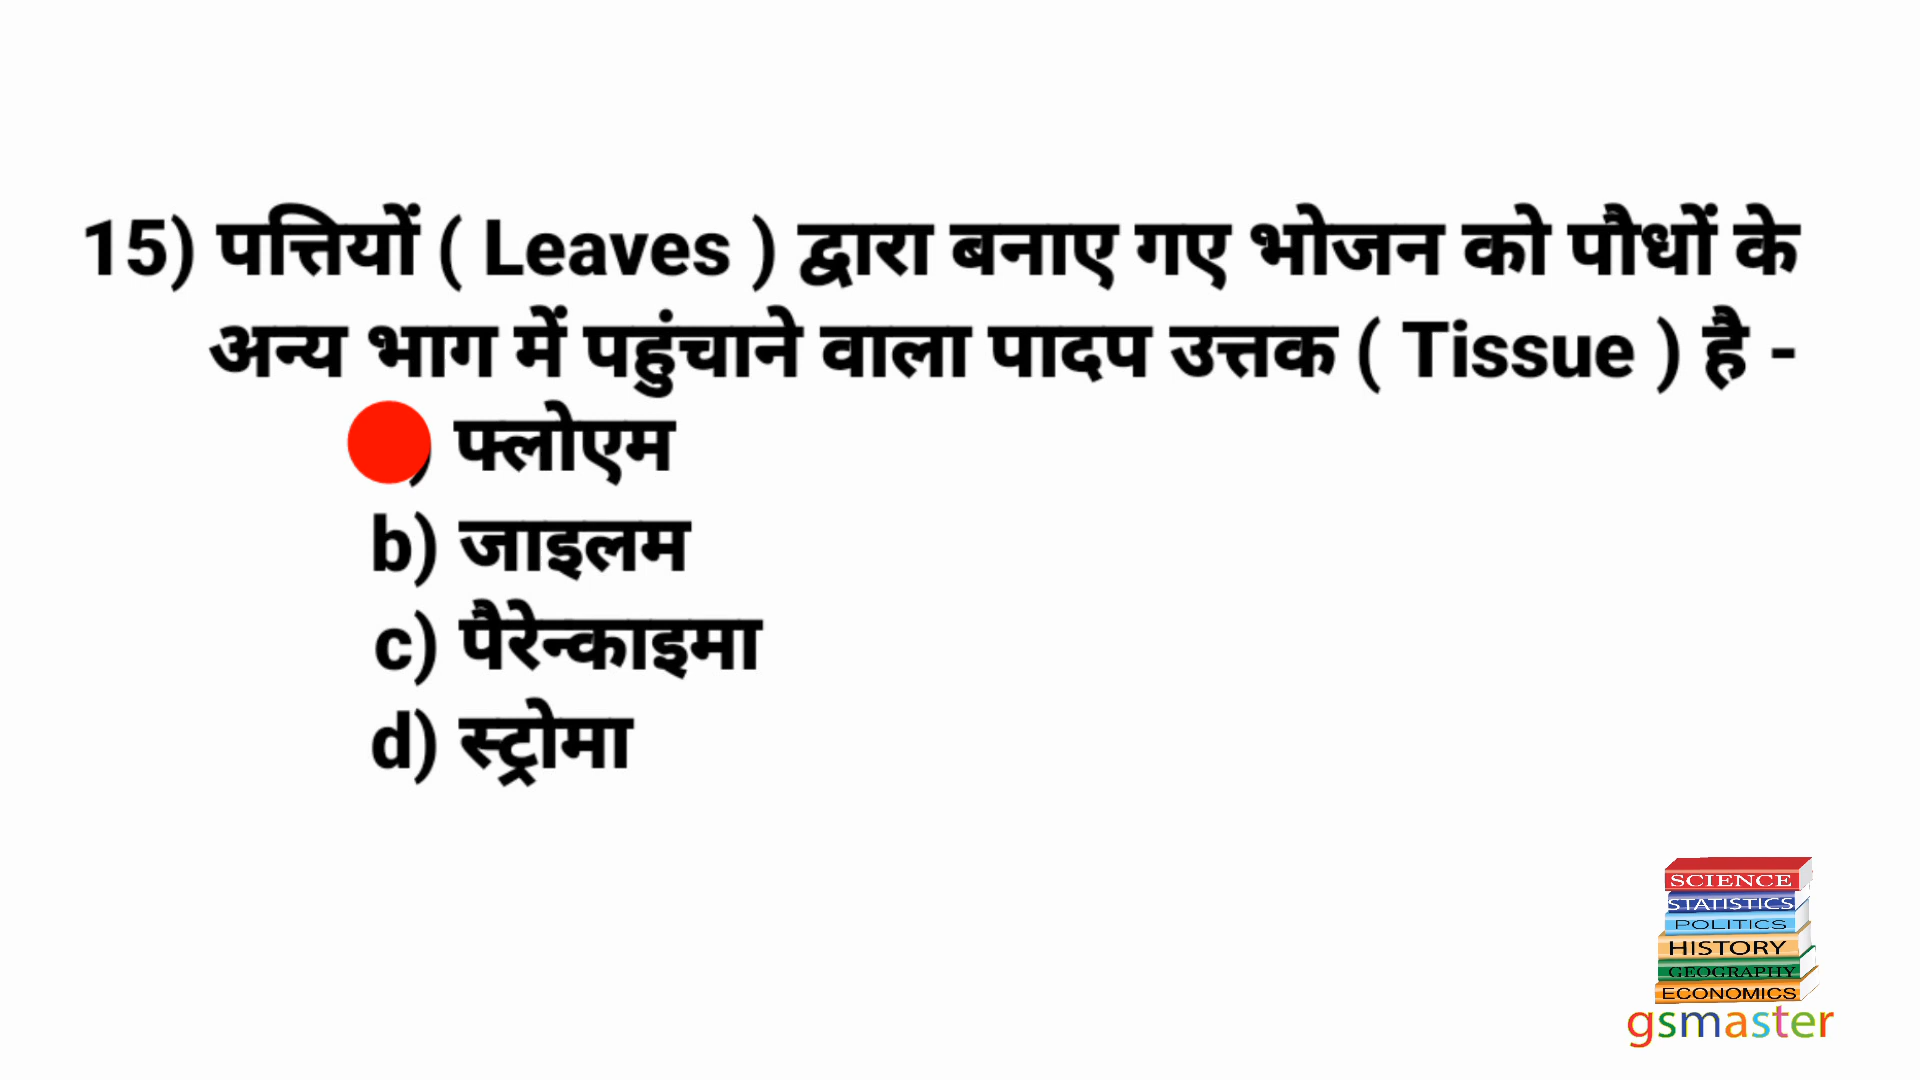 15) पत्तियों ( Leaves ) द्वारा बनाए गए भोजन को पौधों के
अन्य भाग में पहुंचाने वाला पादप उत्तक ( Tissue ) है -
) फ्लोएम
b) जाइलम
c) पैरेन्काइमा
d) स्ट्रोमा
SCIENCE
STATISTICS
POLITICS
HISTORY
GEOGRAPHY
ECONOMICS
gsmaster